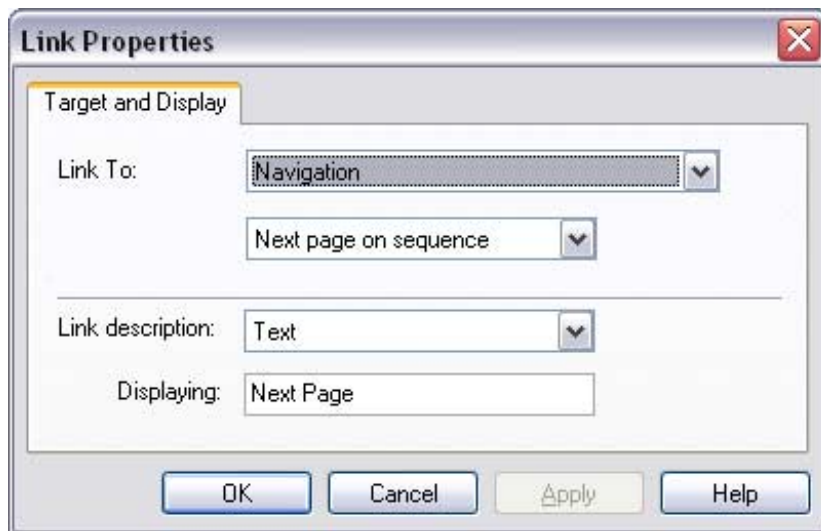 Link Properties
Target and Display
Link To: Navigation
Next page on sequence
Link description: Text
Displaying: Next Page
OK Cancel Apply Help